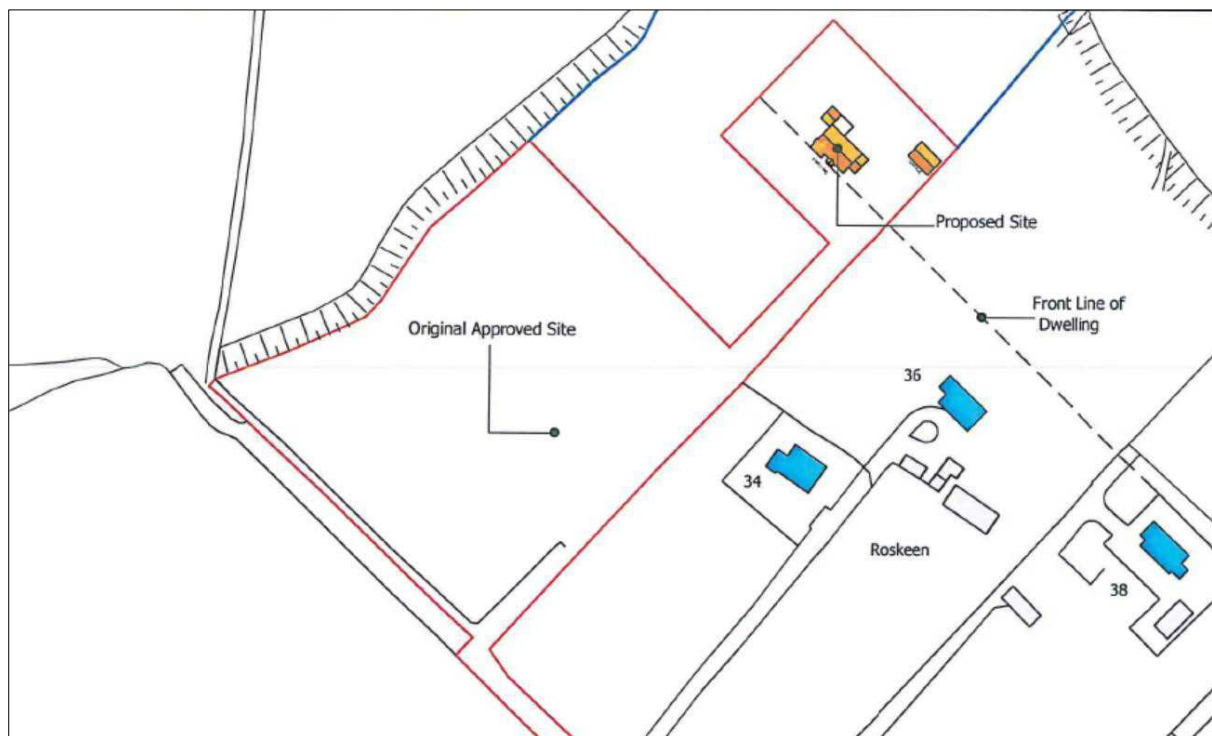 Proposed Site
Front Line of
Dwelling
Original Approved Site
36
34
Roskeen
38